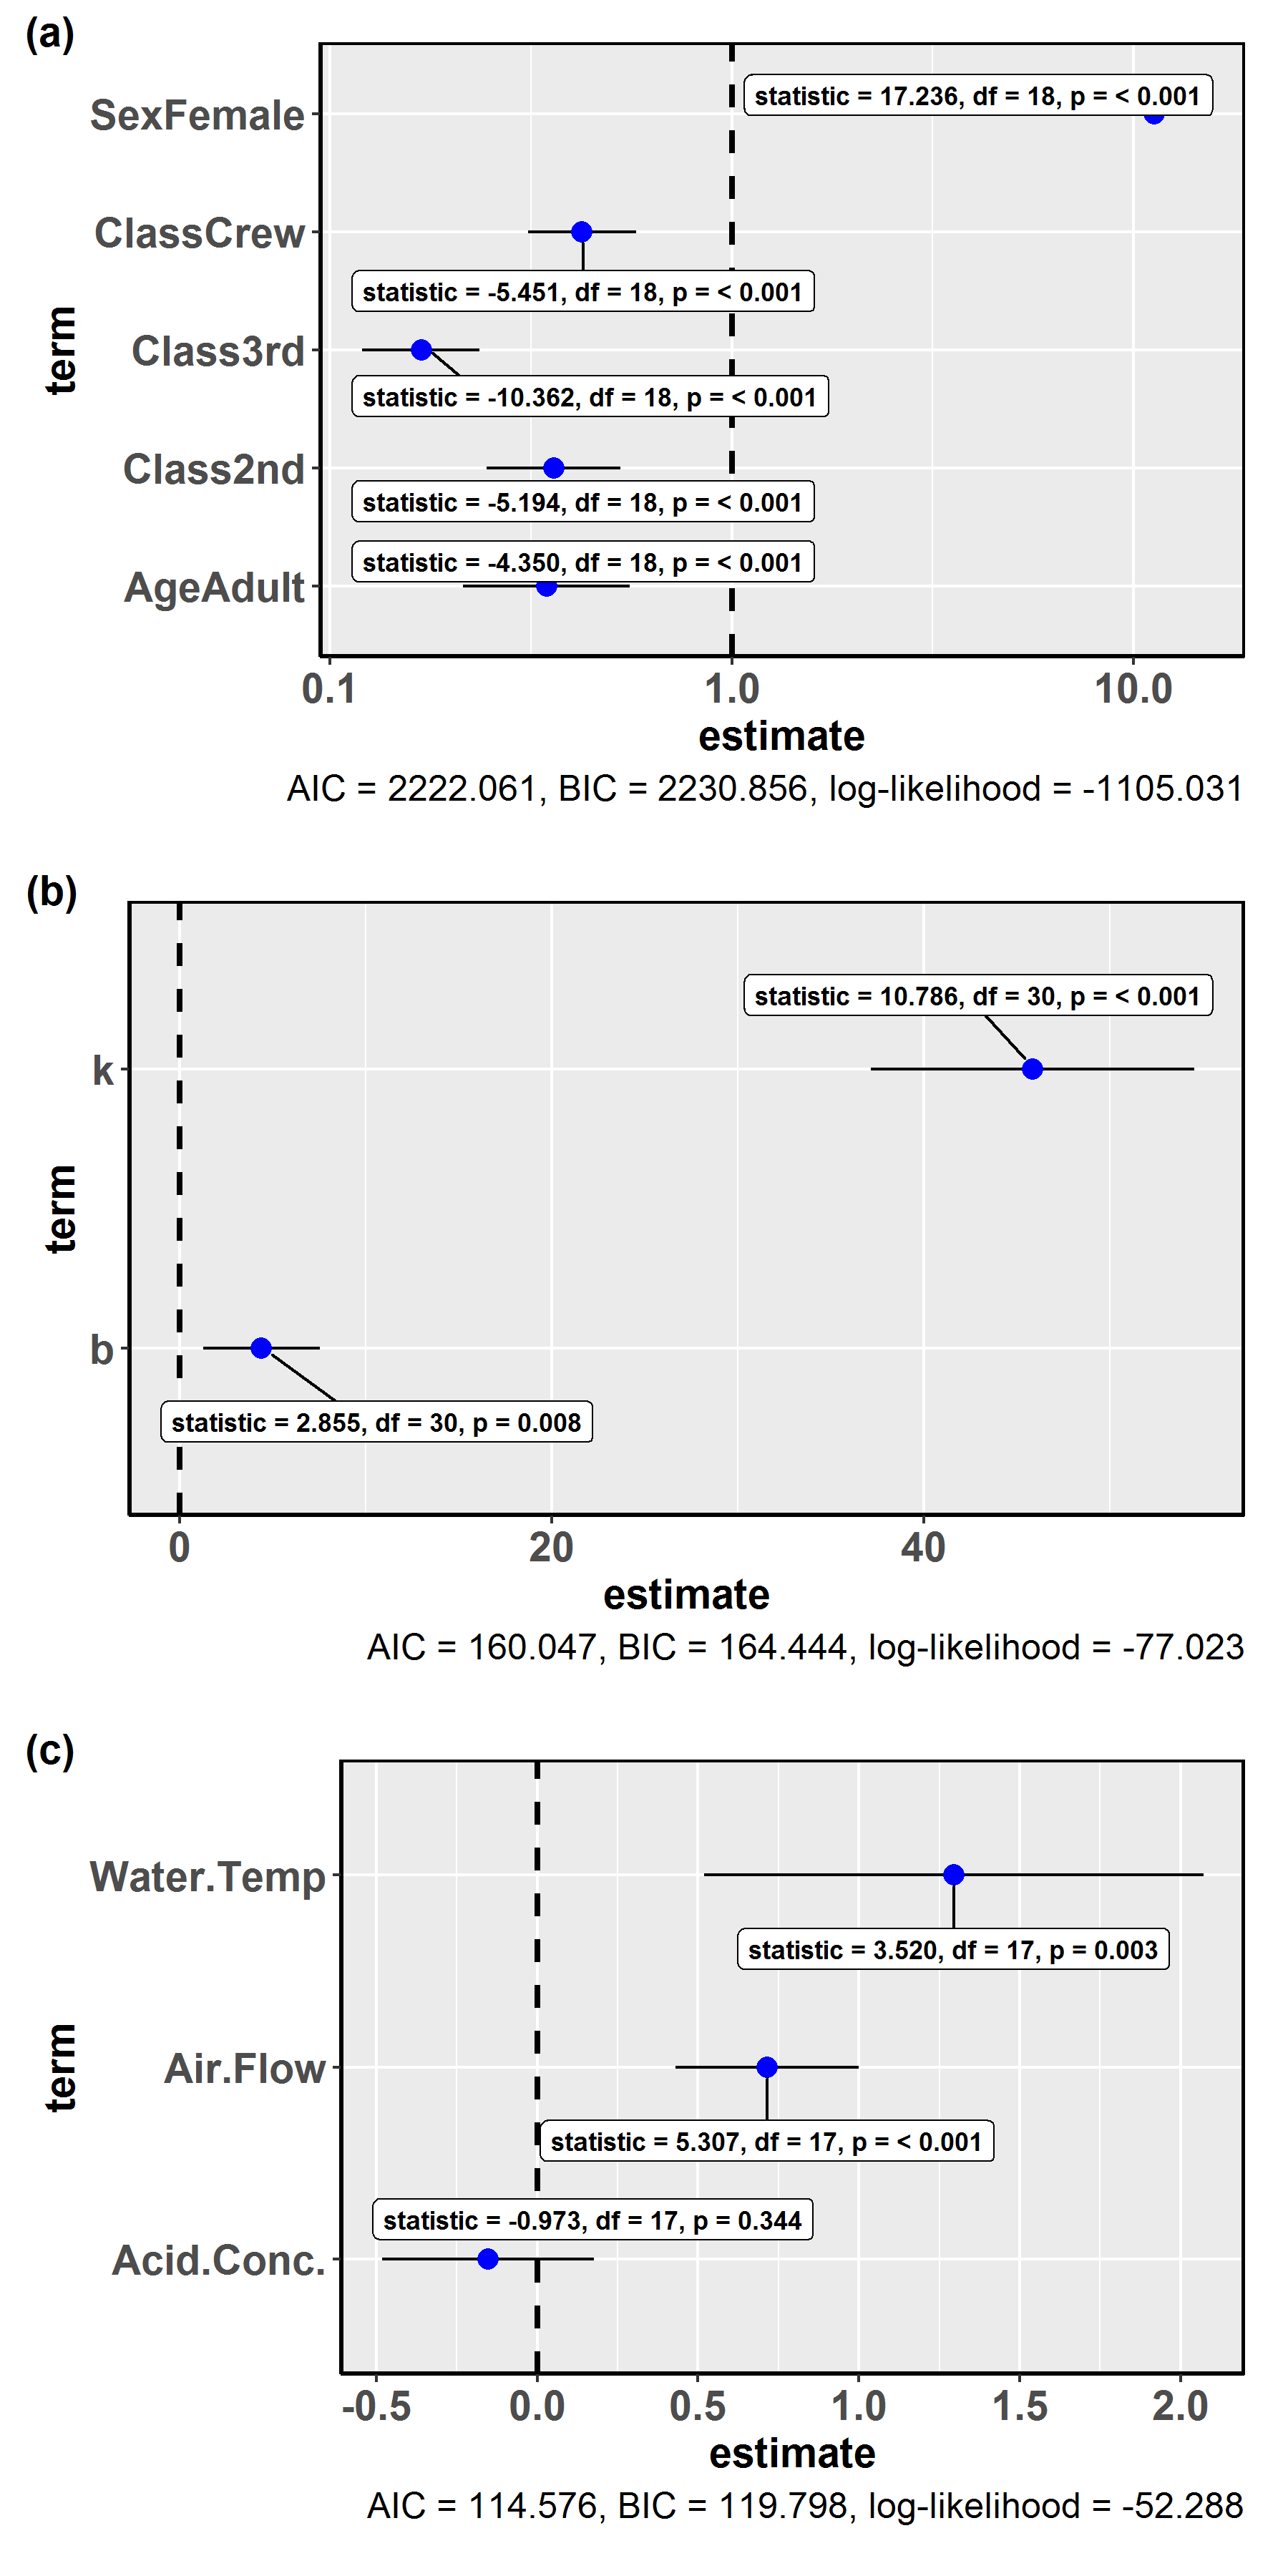 (a)
SexFemale
statistic = 17.236, df = 18, p = < 0.001
ClassCrew
statistic = -5.451, df = 18, p = < 0.001
Class3rd
statistic = -10.362, df = 18, p = < 0.001
Class2nd
statistic = -5.194, df = 18, p = < 0.001
statistic = -4.350, df = 18, p = < 0.001
AgeAdult
term
0.1 1.0 10.0
estimate
AIC = 2222.061, BIC = 2230.856, log-likelihood = -1105.031
(b)
statistic = 10.786, df = 30, p = < 0.001
k
term
b
statistic = 2.855, df = 30, p = 0.008
0 20 40
estimate
AIC = 160.047, BIC = 164.444, log-likelihood = -77.023
(c)
Water.Temp
statistic = 3.520, df = 17, p = 0.003
term
Air.Flow
statistic = 5.307, df = 17, p = < 0.001
statistic = -0.973, df = 17, p = 0.344
Acid.Conc.
-0.5 0.0 0.5 1.0 1.5 2.0
estimate
AIC = 114.576, BIC = 119.798, log-likelihood = -52.288